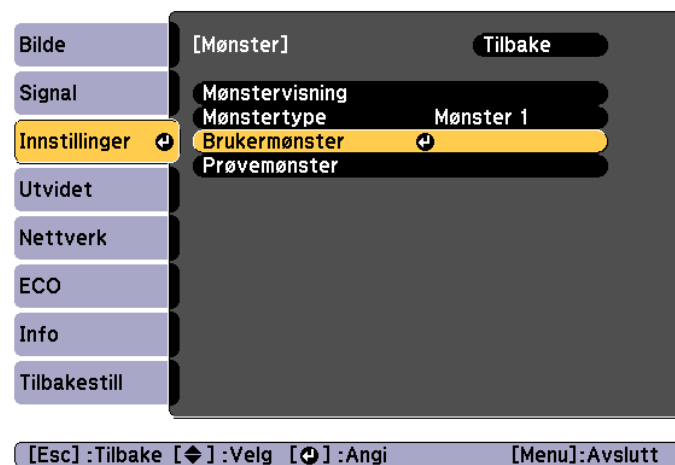 Bilde
Signal
Innstillinger
Utvidet
Nettverk
ECO
Info
Tilbakestill
[Mønster] Tilbake
Mønstervisning
Mønstertype Mønster 1
Brukermønster
Prøvemønster
[Esc] :Tilbake [◆] :Velg [⏎] :Angi [Menu]:Avslutt